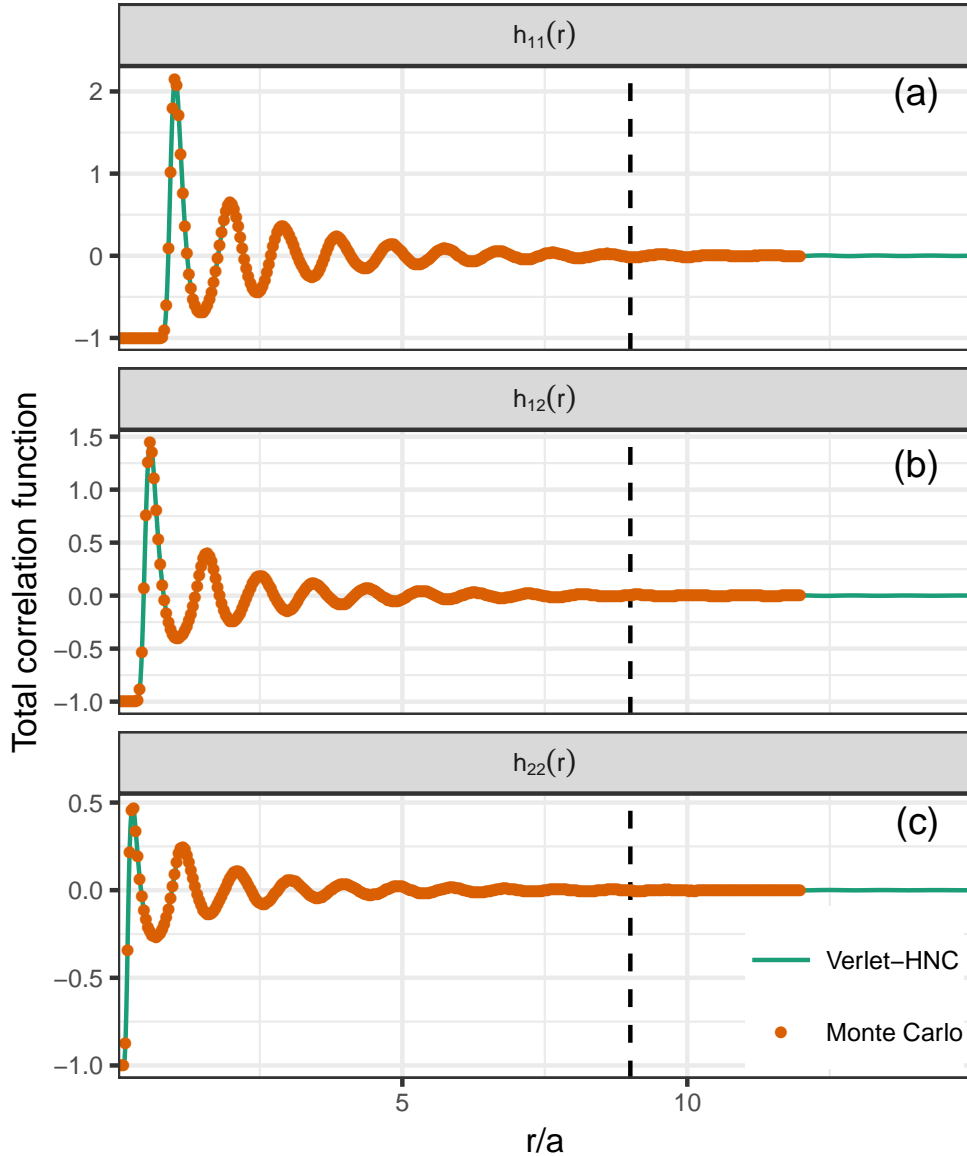 h₁₁(r)
(a)
2
1
0
−1
h₁₂(r)
(b)
1.5
1.0
0.5
0.0
−0.5
−1.0
h₂₂(r)
(c)
0.5
0.0
−0.5
−1.0
Verlet−HNC
Monte Carlo
5
10
r/a
Total correlation function